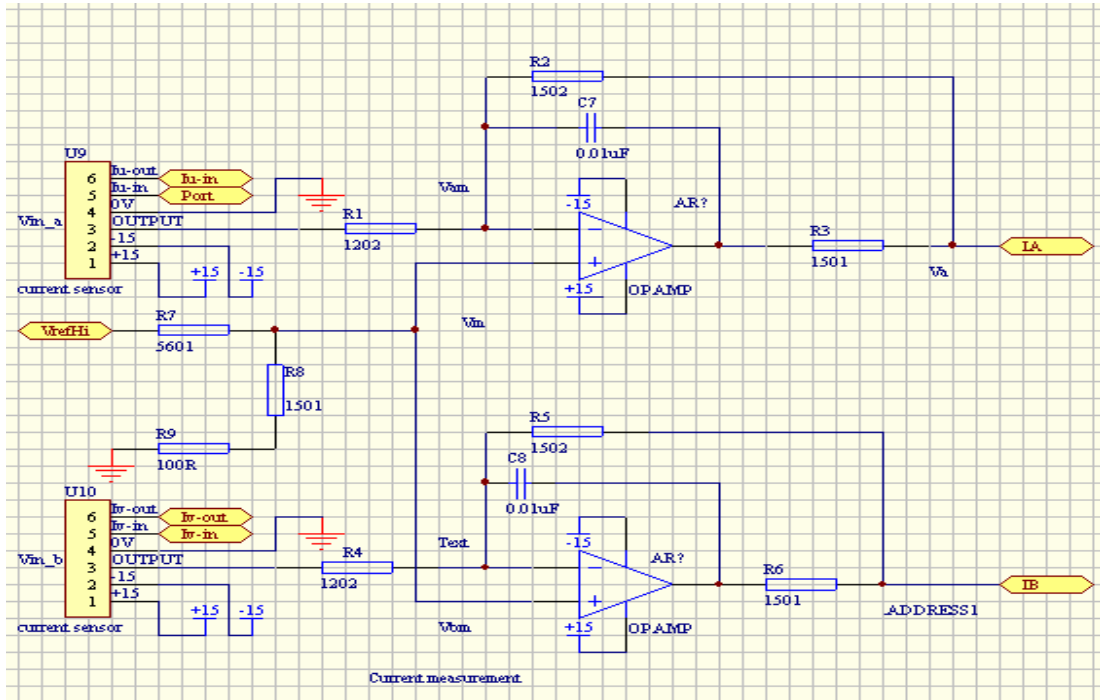 R2
1502
C7
0.01uF
U9
Iu-out
6
Iu-in
Iu-in
5
Port
0V
4
Vam
-15
AR?
Vin_a
OUTPUT
3
R1
1202
-15
2
+15
1
R3
1501
IA
Va
+15
-15
+15
OPAMP
current sensor
VrefHi
R7
5601
Vin
R8
1501
R9
100R
R5
1502
C8
0.01uF
U10
Iv-out
6
Iv-out
Iv-in
5
Iv-in
0V
4
Text
-15
AR?
Vin_b
OUTPUT
3
R4
1202
-15
2
+15
1
R6
1501
IB
ADDRESS1
+15
-15
+15
OPAMP
current sensor
Vbm
Current measurement